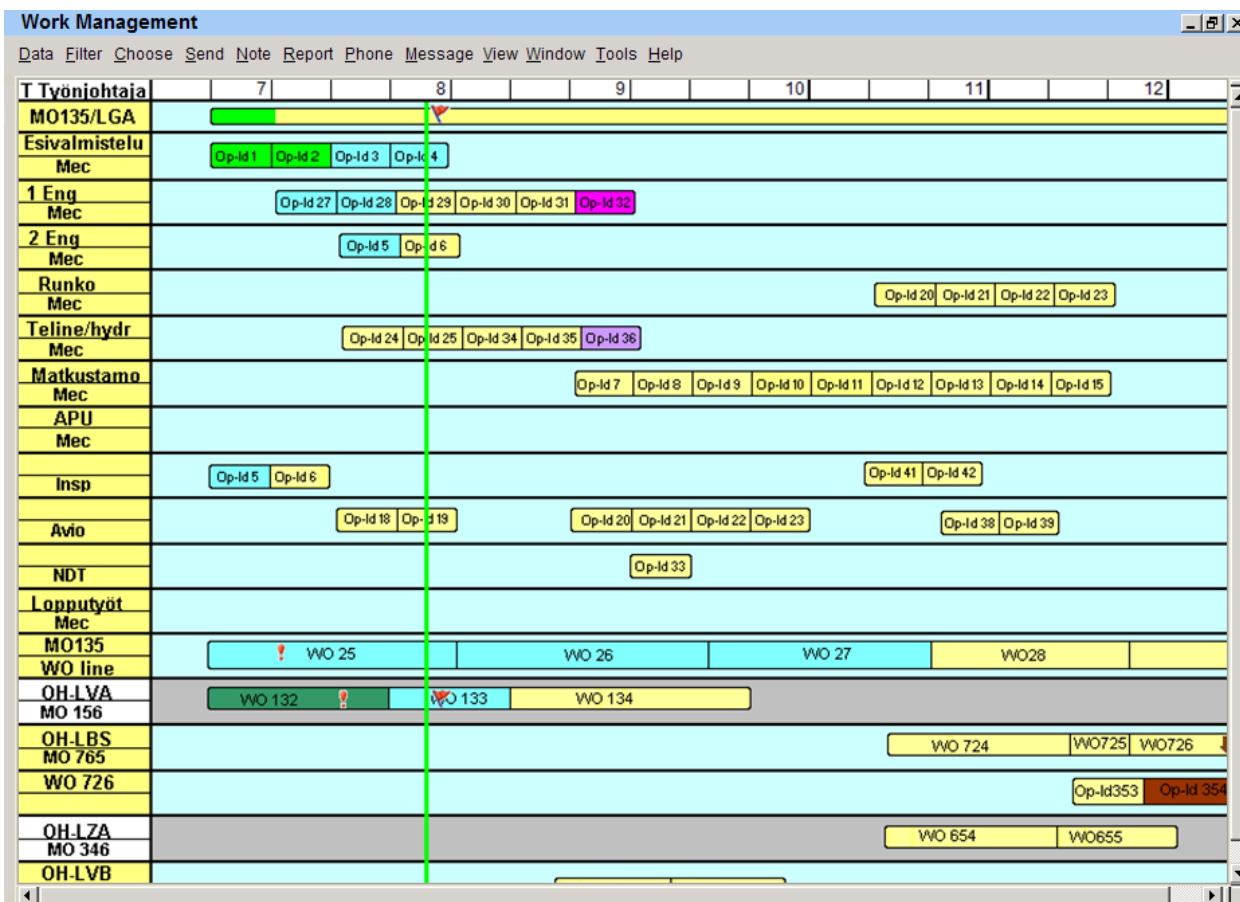 Work Management
Data Filter Choose Send Note Report Phone Message View Window Tools Help
T Työnjohtaja 7 8 9 10 11 12
MO135/LGA
Esivalmistelu
Mec
Op-Id 1 Op-Id 2 Op-Id 3 Op-Id 4
1 Eng
Mec
Op-Id 27 Op-Id 28 Op-Id 29 Op-Id 30 Op-Id 31 Op-Id 32
2 Eng
Mec
Op-Id 5 Op-Id 6
Runko
Mec
Op-Id 20 Op-Id 21 Op-Id 22 Op-Id 23
Teline/hydr
Mec
Op-Id 24 Op-Id 25 Op-Id 34 Op-Id 35 Op-Id 36
Matkustamo
Mec
Op-Id 7 Op-Id 8 Op-Id 9 Op-Id 10 Op-Id 11 Op-Id 12 Op-Id 13 Op-Id 14 Op-Id 15
APU
Mec
Insp
Op-Id 5 Op-Id 6 Op-Id 41 Op-Id 42
Avio
Op-Id 18 Op-Id 19 Op-Id 20 Op-Id 21 Op-Id 22 Op-Id 23 Op-Id 38 Op-Id 39
NDT
Op-Id 33
Lopputyöt
Mec
MO135
WO line
WO 25 WO 26 WO 27 WO28
OH-LVA
MO 156
WO 132 WO 133 WO 134
OH-LBS
MO 765
WO 724 WO725 WO726
WO 726
Op-Id353 Op-Id 354
OH-LZA
MO 346
WO 654 WO655
OH-LVB